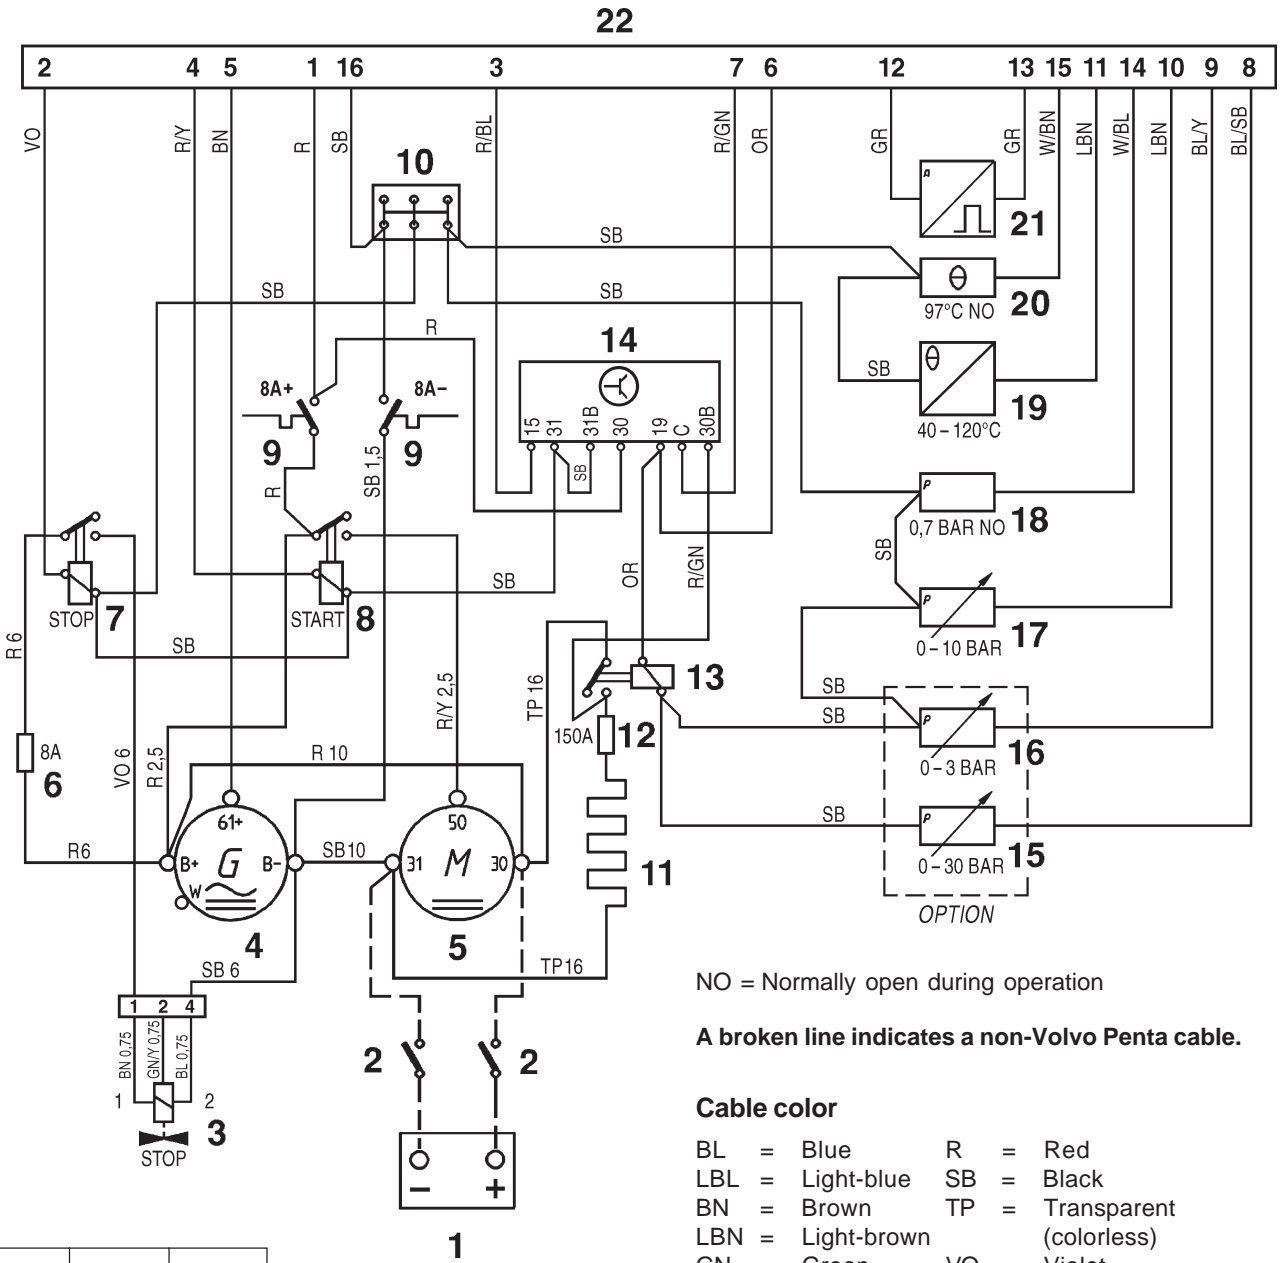 22
2 4 5 1 16 3 7 6 12 13 15 11 14 10 9 8
VO R/Y BN R SB R/BL R/GN OR GR GR W/BN LBN W/BL LBN BL/Y BL/SB
10
21
SB
SB SB
20
97°C NO
R
14
8A+ 8A–
SB
19
40–120°C
15 31 31B 30 19 C 30B
9 9
SB 1,5
R
SB
18
0,7 BAR NO
SB
OR
R/GN
SB
STOP 7
START 8
17
0–10 BAR
R 6
SB
13
TP 16
R/Y 2,5
SB
SB
150A 12
16
0–3 BAR
8A
6
VO 6
R 2,5
R 10
61+
50
SB
R6
B+ G B-
W
SB10
31 M 30
11
15
0–30 BAR
OPTION
4
5
SB 6
TP16
1 2 4
BN 0,75
GN/Y 0,75
BL 0,75
1 2
3
STOP
2 2
– +
1
NO = Normally open during operation
A broken line indicates a non-Volvo Penta cable.
Cable color
BL = Blue R = Red
LBL = Light-blue SB = Black
BN = Brown TP = Transparent
LBN = Light-brown (colorless)